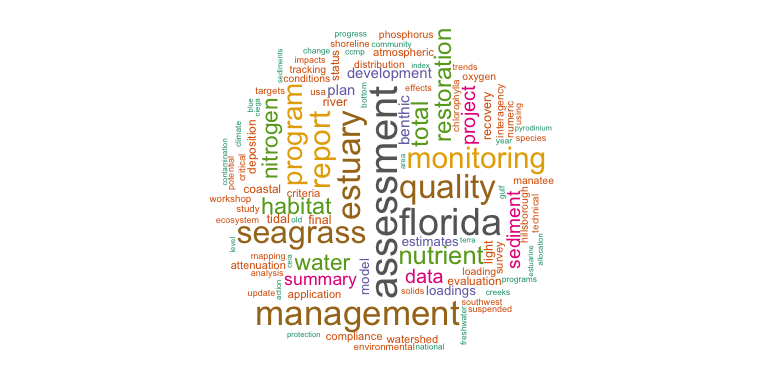 progress
phosphorus
shoreline
community
change
ccmp
atmospheric
impacts
status
restoration
sediments
tracking
distribution
index
trends
conditions
development
oxygen
targets
usa
plan
bottom
effects
chlorophylla
project
recovery
interagency
numeric
using
blue
ciega
nitrogen
program
report
river
estuary
assessment
benthic
total
year
pyrodinium
species
climate
deposition
contamination
potential
critical
area
monitoring
coastal
criteria
quality
gulf
manatee
workshop
habitat
study
tidal
old
final
florida
sediment
hillsborough
technical
ecosystem
seagrass
level
estimates
terra
light
survey
estuarine
allocation
mapping
ceia
water
model
nutrient
attenuation
analysis
action
summary
data
loading
evaluation
programs
update
application
solids
loadings
creeks
management
southwest
suspended
freshwater
protection
compliance
watershed
environmental
national